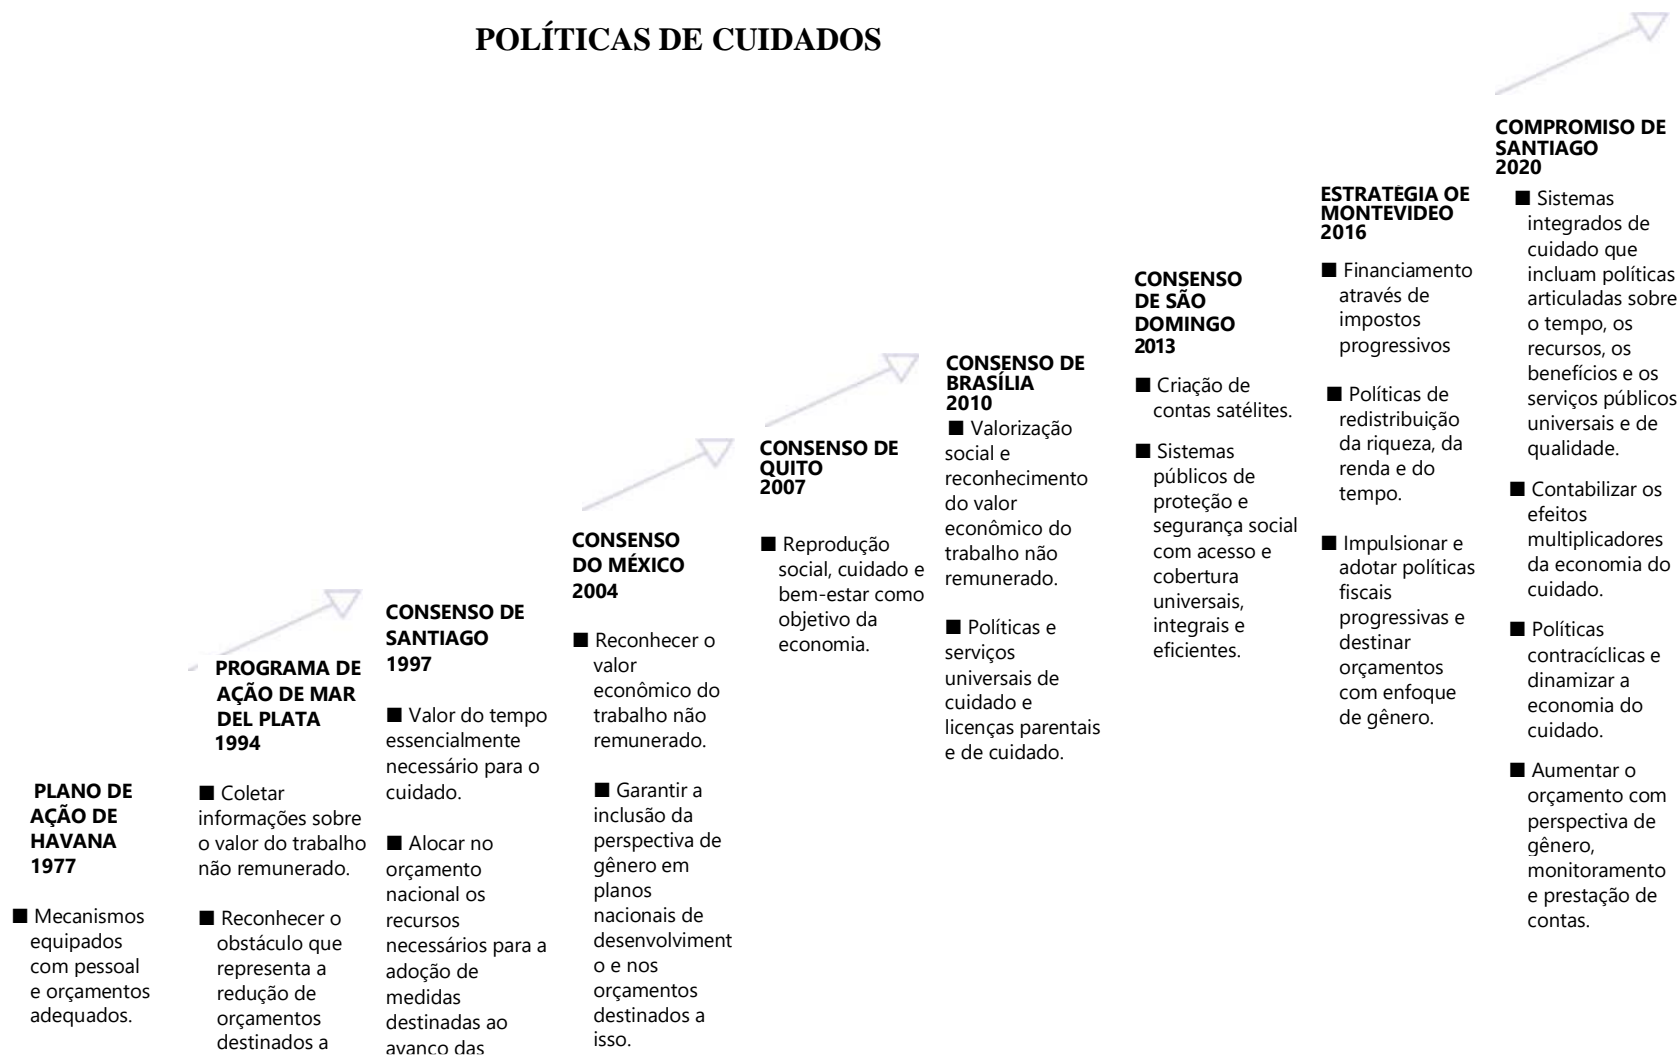 POLÍTICAS DE CUIDADOS
PLANO DE
AÇÃO DE
HAVANA
1977
■ Mecanismos
equipados
com pessoal
e orçamentos
adequados.
PROGRAMA DE
AÇÃO DE MAR
DEL PLATA
1994
■ Coletar
informações sobre
o valor do trabalho
não remunerado.
■ Reconhecer o
obstáculo que
representa a
redução de
orçamentos
destinados a
CONSENSO DE
SANTIAGO
1997
■ Valor do tempo
essencialmente
necessário para o
cuidado.
■ Alocar no
orçamento
nacional os
recursos
necessários para a
adoção de
medidas
destinadas ao
avanço das
CONSENSO
DO MÉXICO
2004
■ Reconhecer o
valor
econômico do
trabalho não
remunerado.
■ Garantir a
inclusão da
perspectiva de
gênero em
planos
nacionais de
desenvolviment
o e nos
orçamentos
destinados a
isso.
CONSENSO DE
QUITO
2007
■ Reprodução
social, cuidado e
bem-estar como
objetivo da
economia.
CONSENSO DE
BRASÍLIA
2010
■ Valorização
social e
reconhecimento
do valor
econômico do
trabalho não
remunerado.
■ Políticas e
serviços
universais de
cuidado e
licenças parentais
e de cuidado.
CONSENSO
DE SÃO
DOMINGO
2013
■ Criação de
contas satélites.
■ Sistemas
públicos de
proteção e
segurança social
com acesso e
cobertura
universais,
integrais e
eficientes.
ESTRATÉGIA OE
MONTEVIDEO
2016
■ Financiamento
através de
impostos
progressivos
■ Políticas de
redistribuição
da riqueza, da
renda e do
tempo.
■ Impulsionar e
adotar políticas
fiscais
progressivas e
destinar
orçamentos
com enfoque
de gênero.
COMPROMISO DE
SANTIAGO
2020
■ Sistemas
integrados de
cuidado que
incluam políticas
articuladas sobre
o tempo, os
recursos, os
benefícios e os
serviços públicos
universais e de
qualidade.
■ Contabilizar os
efeitos
multiplicadores
da economia do
cuidado.
■ Políticas
contracíclicas e
dinamizar a
economia do
cuidado.
■ Aumentar o
orçamento com
perspectiva de
gênero,
monitoramento
e prestação de
contas.